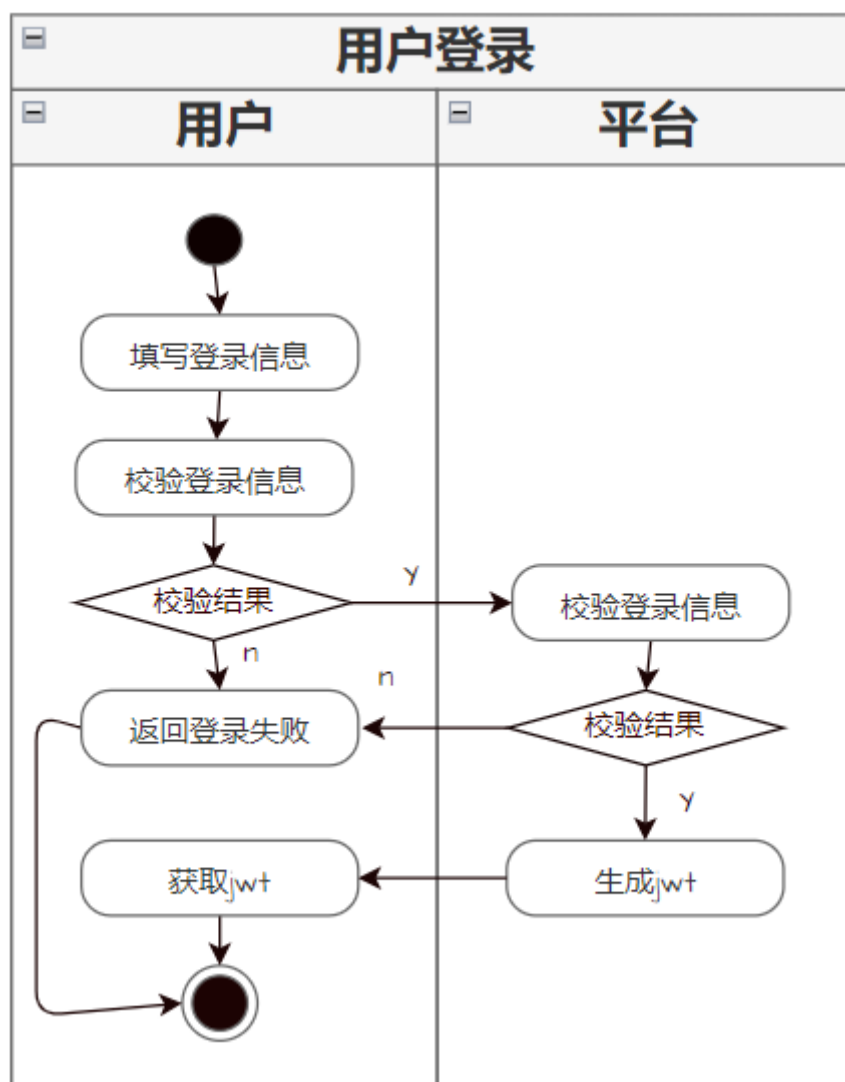 用户登录
用户
平台
填写登录信息
校验登录信息
校验结果
y
校验登录信息
n
n
返回登录失败
校验结果
y
获取jwt
生成jwt